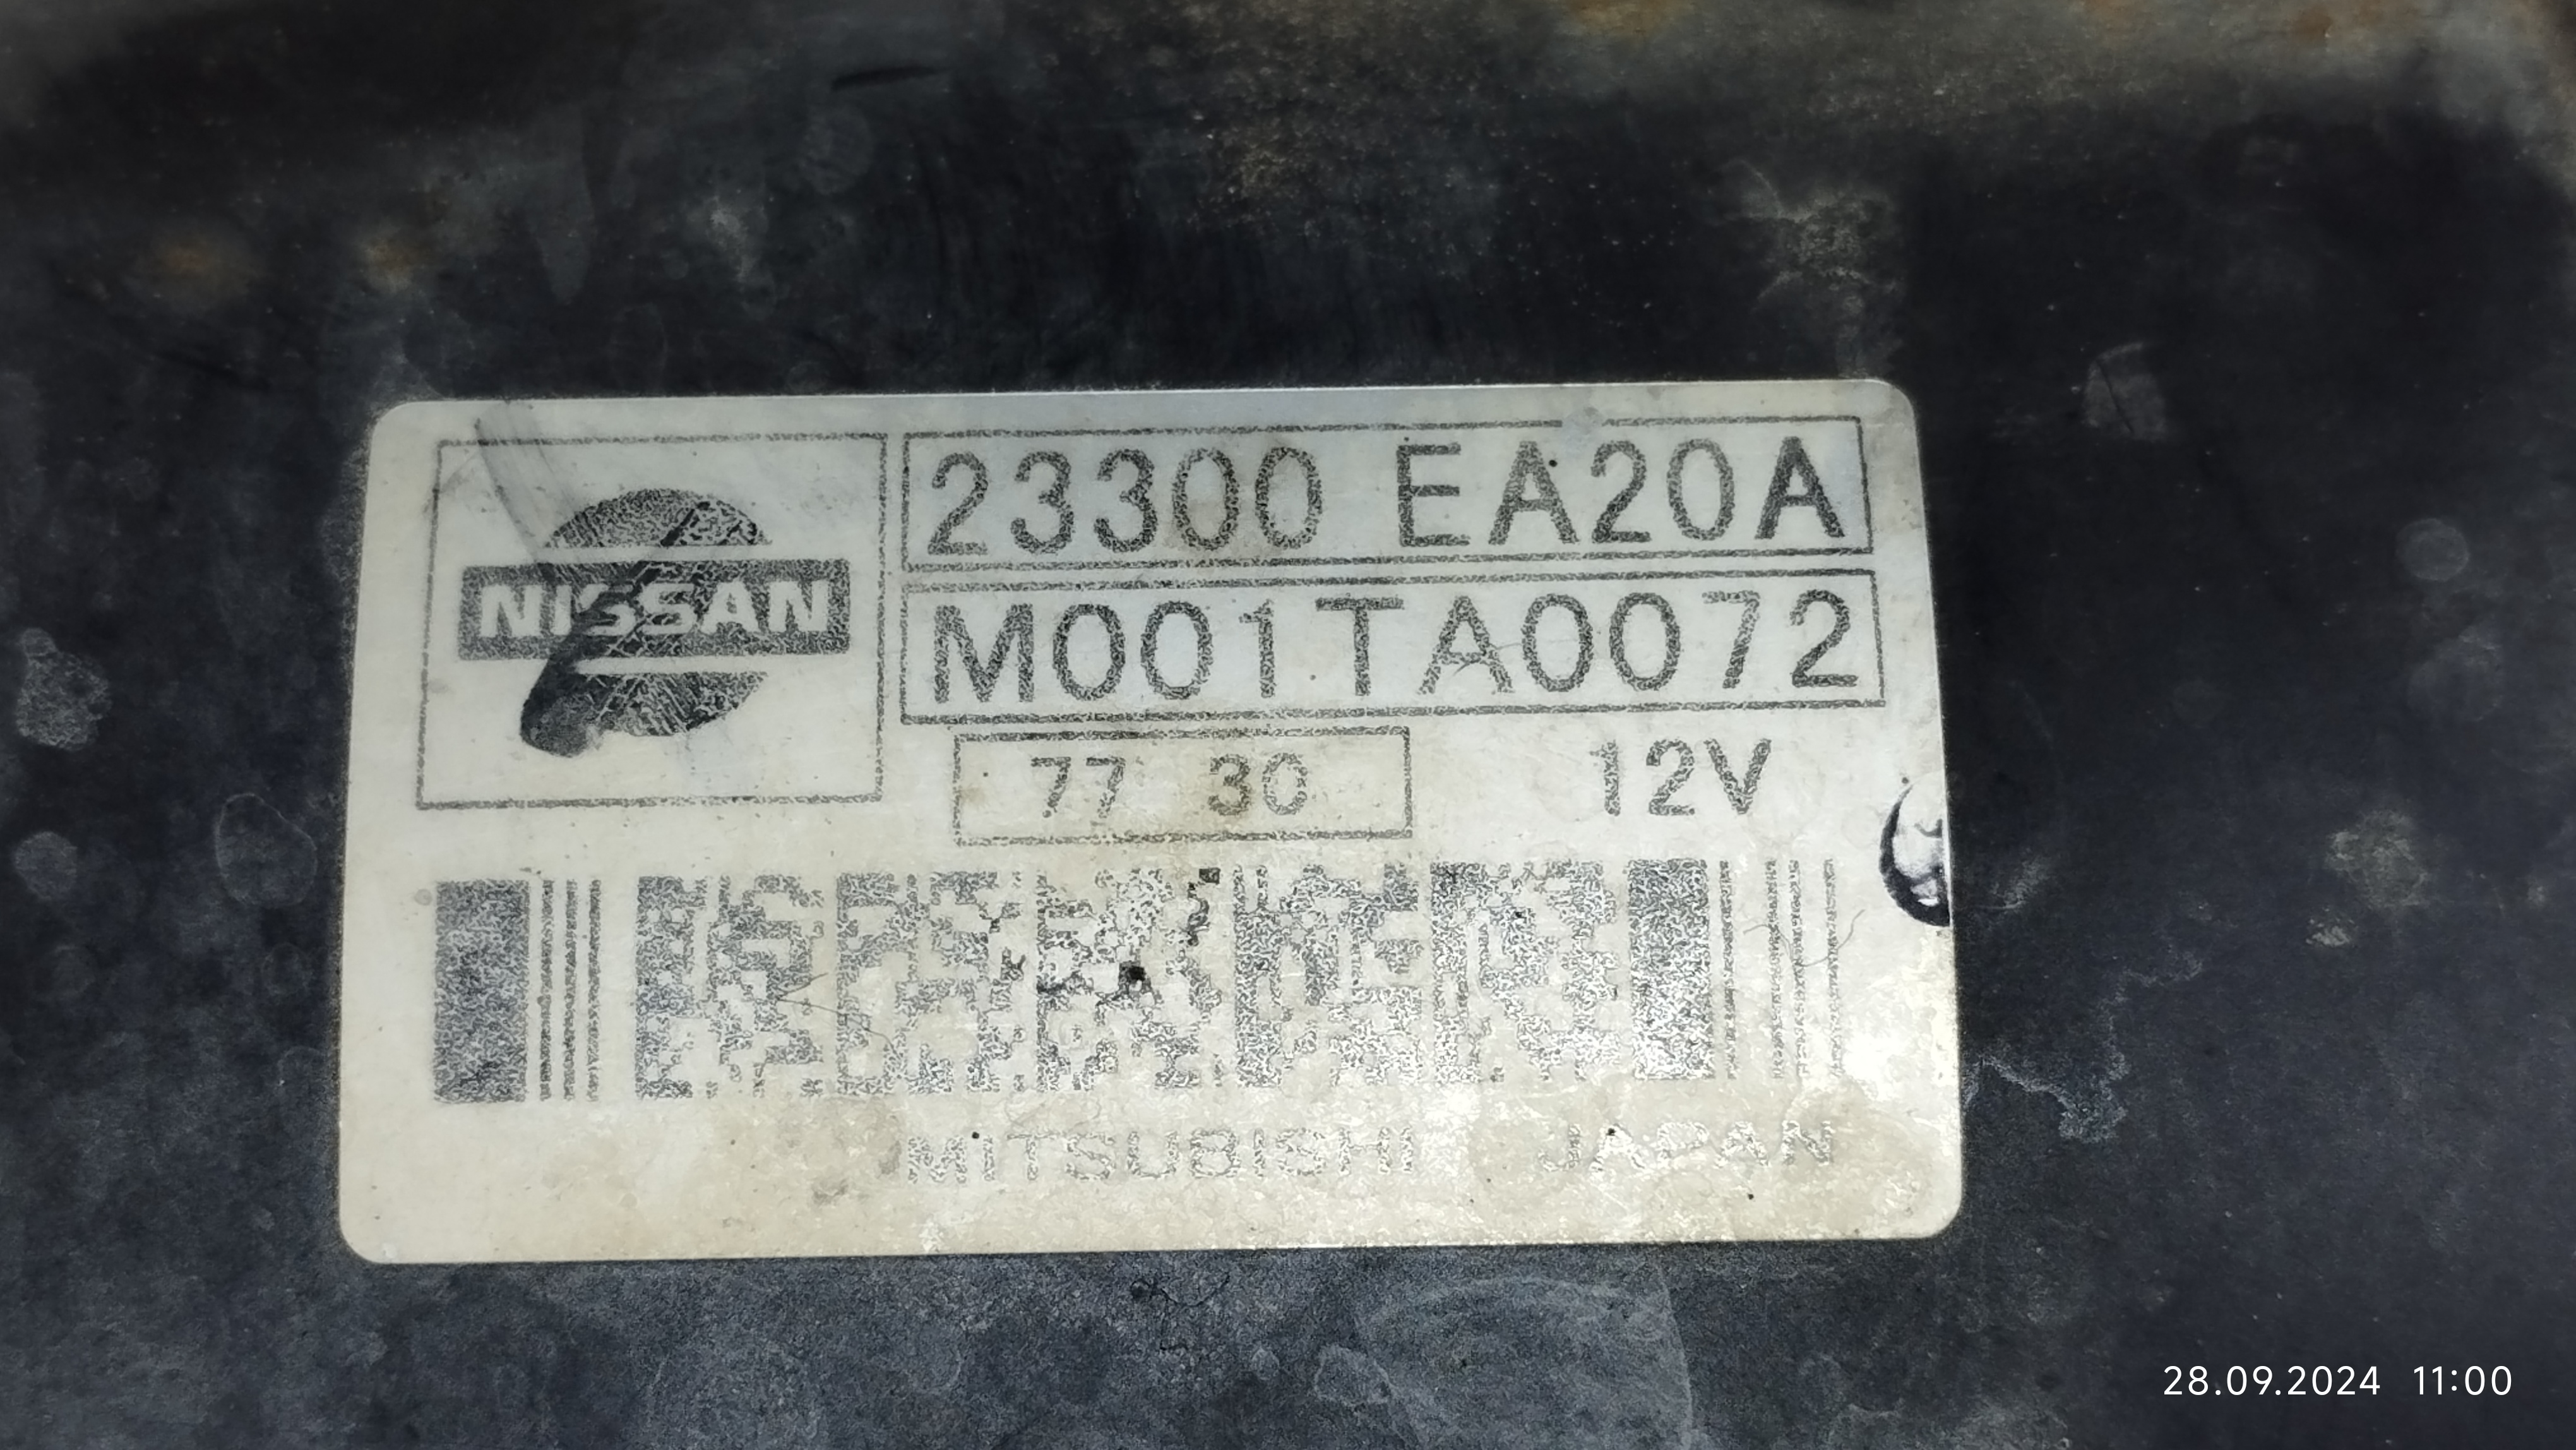 NISSAN
23300 EA20A
M001TA0072
77 30
12V
MITSUBISHI JAPAN
28.09.2024 11:00